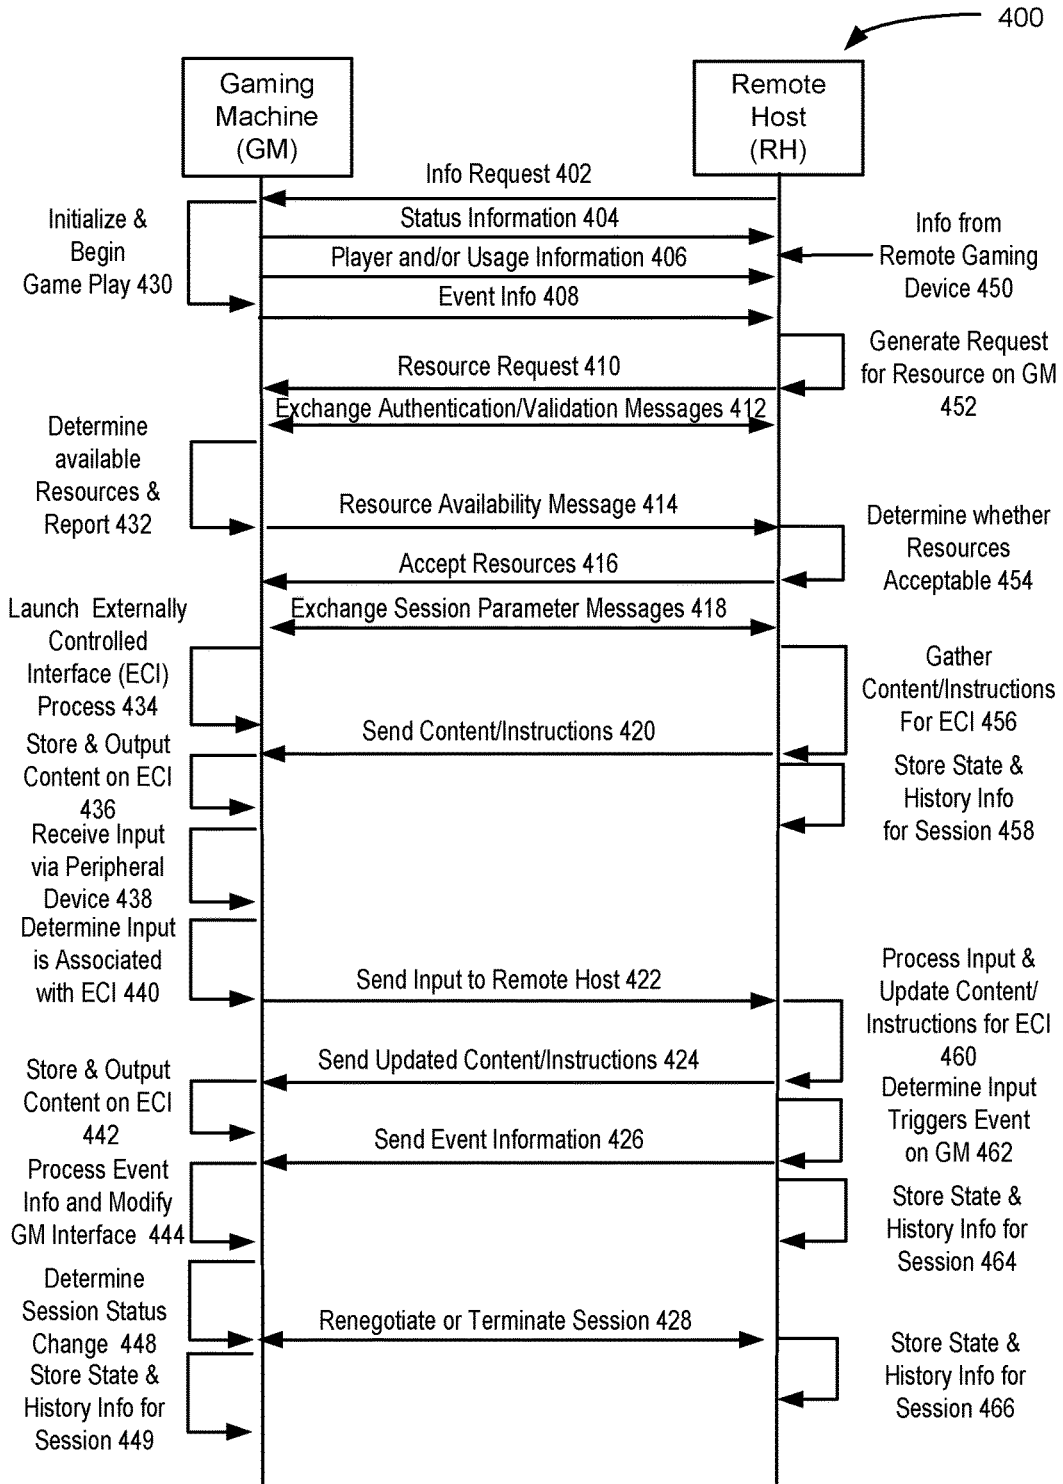 400
Gaming
Machine
(GM)
Remote
Host
(RH)
Info Request 402
Initialize &
Begin
Game Play 430
Status Information 404
Player and/or Usage Information 406
Event Info 408
Info from
Remote Gaming
Device 450
Generate Request
for Resource on GM
452
Resource Request 410
Exchange Authentication/Validation Messages 412
Determine
available
Resources &
Report 432
Resource Availability Message 414
Determine whether
Resources
Acceptable 454
Accept Resources 416
Exchange Session Parameter Messages 418
Launch Externally
Controlled
Interface (ECI)
Process 434
Gather
Content/Instructions
For ECI 456
Send Content/Instructions 420
Store & Output
Content on ECI
436
Store State &
History Info
for Session 458
Receive Input
via Peripheral
Device 438
Determine Input
is Associated
with ECI 440
Send Input to Remote Host 422
Process Input &
Update Content/
Instructions for ECI
460
Send Updated Content/Instructions 424
Store & Output
Content on ECI
442
Determine Input
Triggers Event
on GM 462
Send Event Information 426
Process Event
Info and Modify
GM Interface 444
Store State &
History Info for
Session 464
Determine
Session Status
Change 448
Renegotiate or Terminate Session 428
Store State &
History Info for
Session 449
Store State &
History Info for
Session 466